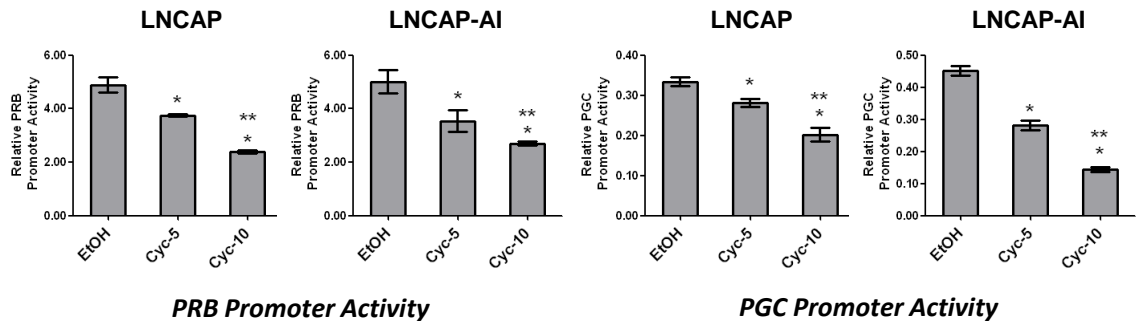 LNCAP
Relative PRB
Promoter Activity
6.00
4.00
2.00
0.00
*
**
*
EtOH
Cyc-5
Cyc-10
LNCAP-AI
Relative PRB
Promoter Activity
6.00
4.00
2.00
0.00
*
**
*
EtOH
Cyc-5
Cyc-10
PRB Promoter Activity
LNCAP
Relative PGC
Promoter Activity
0.40
0.30
0.20
0.10
0.00
*
**
*
EtOH
Cyc-5
Cyc-10
LNCAP-AI
Relative PGC
Promoter Activity
0.50
0.40
0.30
0.20
0.10
0.00
*
**
*
EtOH
Cyc-5
Cyc-10
PGC Promoter Activity